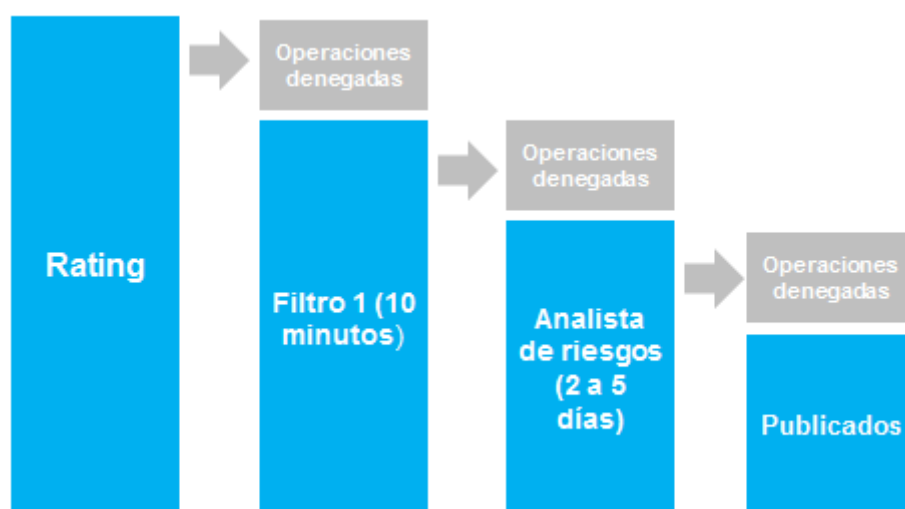 Rating
Operaciones
denegadas
Filtro 1 (10
minutos)
Operaciones
denegadas
Analista
de riesgos
(2 a 5
días)
Operaciones
denegadas
Publicados